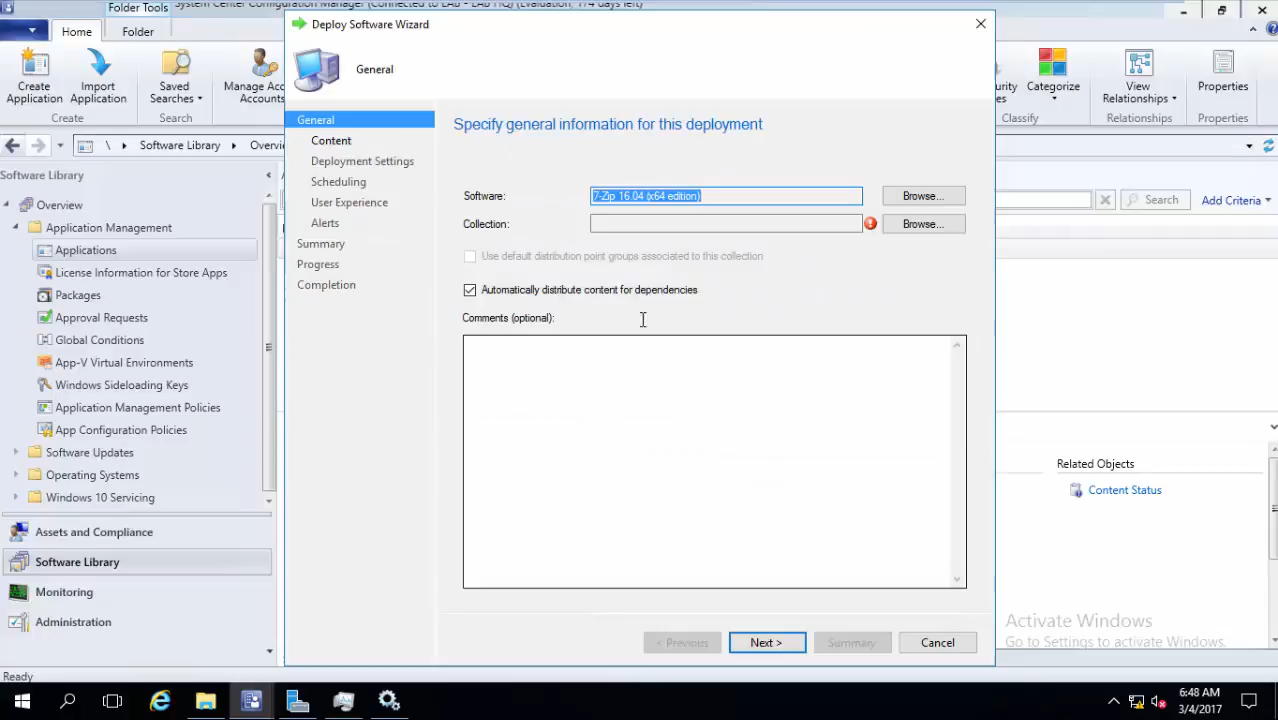 Folder Tools
System Center Configuration Manager (Connected to LAB - LAB HQ) (Evaluation, 174 days left)
Deploy Software Wizard
Home
Folder
Create Application
Import Application
Saved Searches
Manage
Accounts
Create
Search
Categorize
View Relationships
Properties
Classify
Relationships
Properties
General
Software Library
Overvi
Search
Add Criteria
Software Library
Overview
Application Management
Applications
License Information for Store Apps
Packages
Approval Requests
Global Conditions
App-V Virtual Environments
Windows Sideloading Keys
Application Management Policies
App Configuration Policies
Software Updates
Operating Systems
Windows 10 Servicing
Assets and Compliance
Software Library
Monitoring
Administration
General
Content
Deployment Settings
Scheduling
User Experience
Alerts
Summary
Progress
Completion
Specify general information for this deployment
Software:
7-Zip 16.04 (x64 edition)
Browse...
Collection:
Browse...
Use default distribution point groups associated to this collection
Automatically distribute content for dependencies
Comments (optional):
< Previous
Next >
Summary
Cancel
Related Objects
Content Status
Activate Windows
Go to Settings to activate Windows.
Ready
6:48 AM
3/4/2017